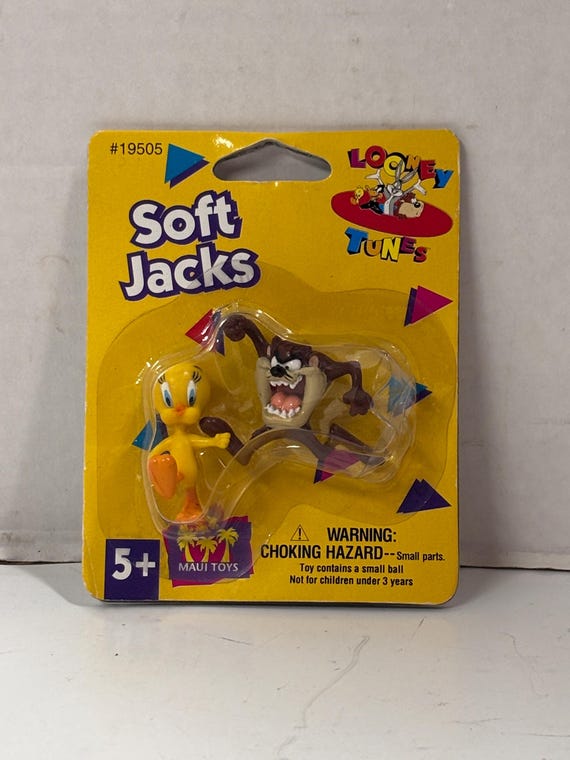 #19505
LOONEY
TUNES
Soft
Jacks
5+
MAUI TOYS
WARNING:
CHOKING HAZARD--Small parts.
Toy contains a small ball
Not for children under 3 years